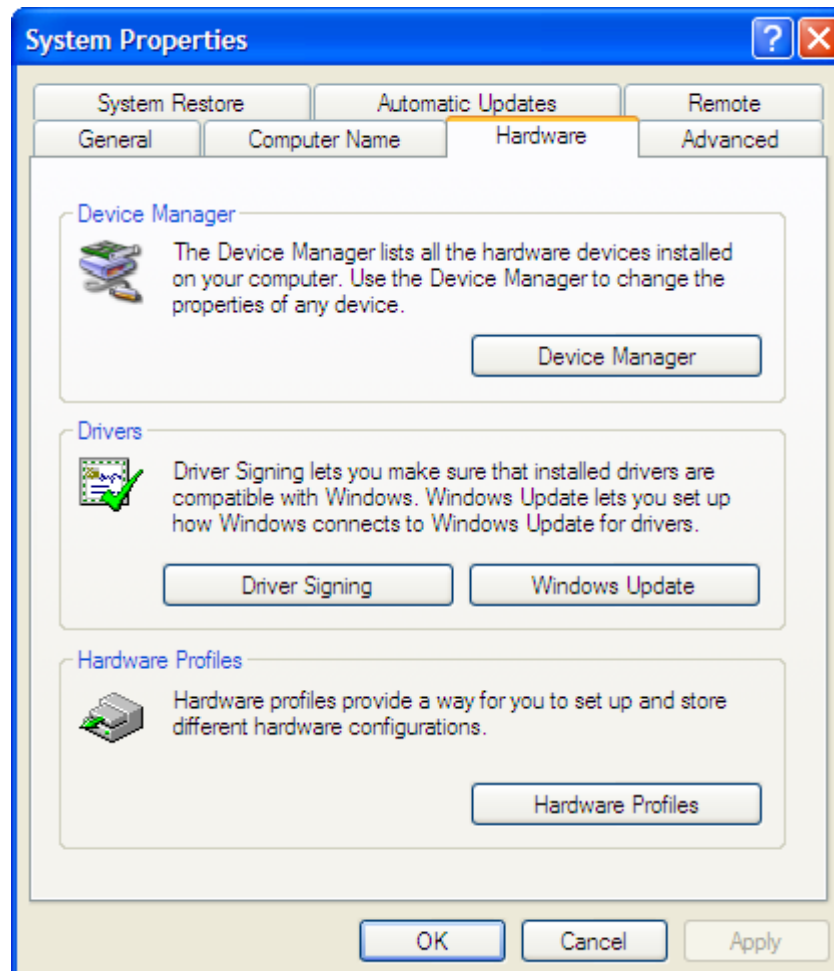 System Properties
System Restore Automatic Updates Remote
General Computer Name Hardware Advanced
Device Manager
The Device Manager lists all the hardware devices installed
on your computer. Use the Device Manager to change the
properties of any device.
Device Manager
Drivers
Driver Signing lets you make sure that installed drivers are
compatible with Windows. Windows Update lets you set up
how Windows connects to Windows Update for drivers.
Driver Signing Windows Update
Hardware Profiles
Hardware profiles provide a way for you to set up and store
different hardware configurations.
Hardware Profiles
OK Cancel Apply